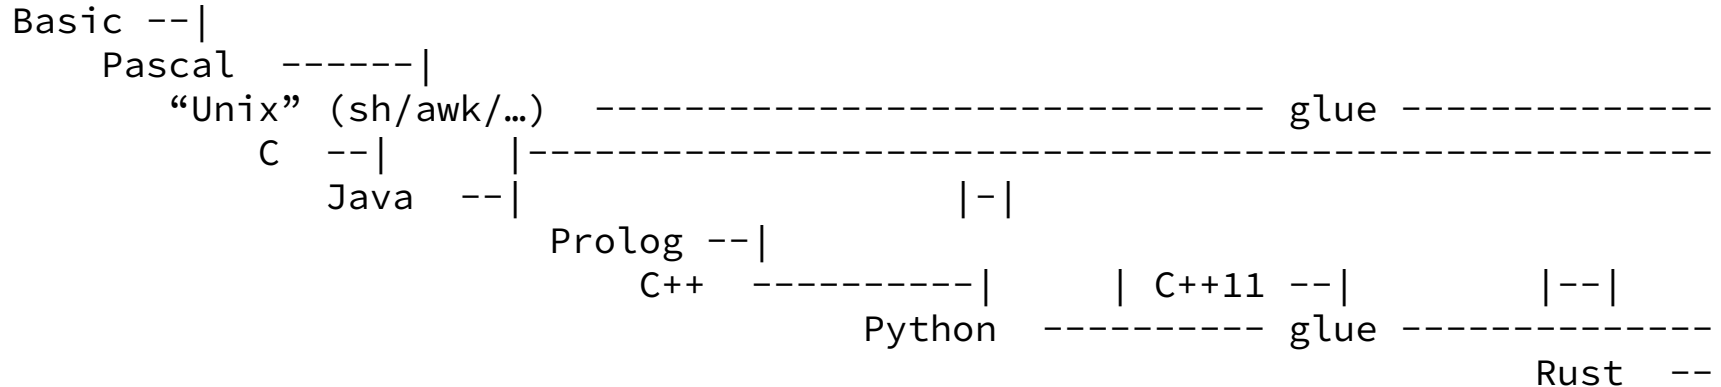 Basic --|
    Pascal  ------|
       “Unix” (sh/awk/…)  ------------------------------ glue --------------
           C  --|     |-----------------------------------------------------
              Java  --|                    |-|
                        Prolog --|
                            C++  ----------|     | C++11 --|        |--|
                                      Python  ---------- glue --------------
                                                                    Rust  --